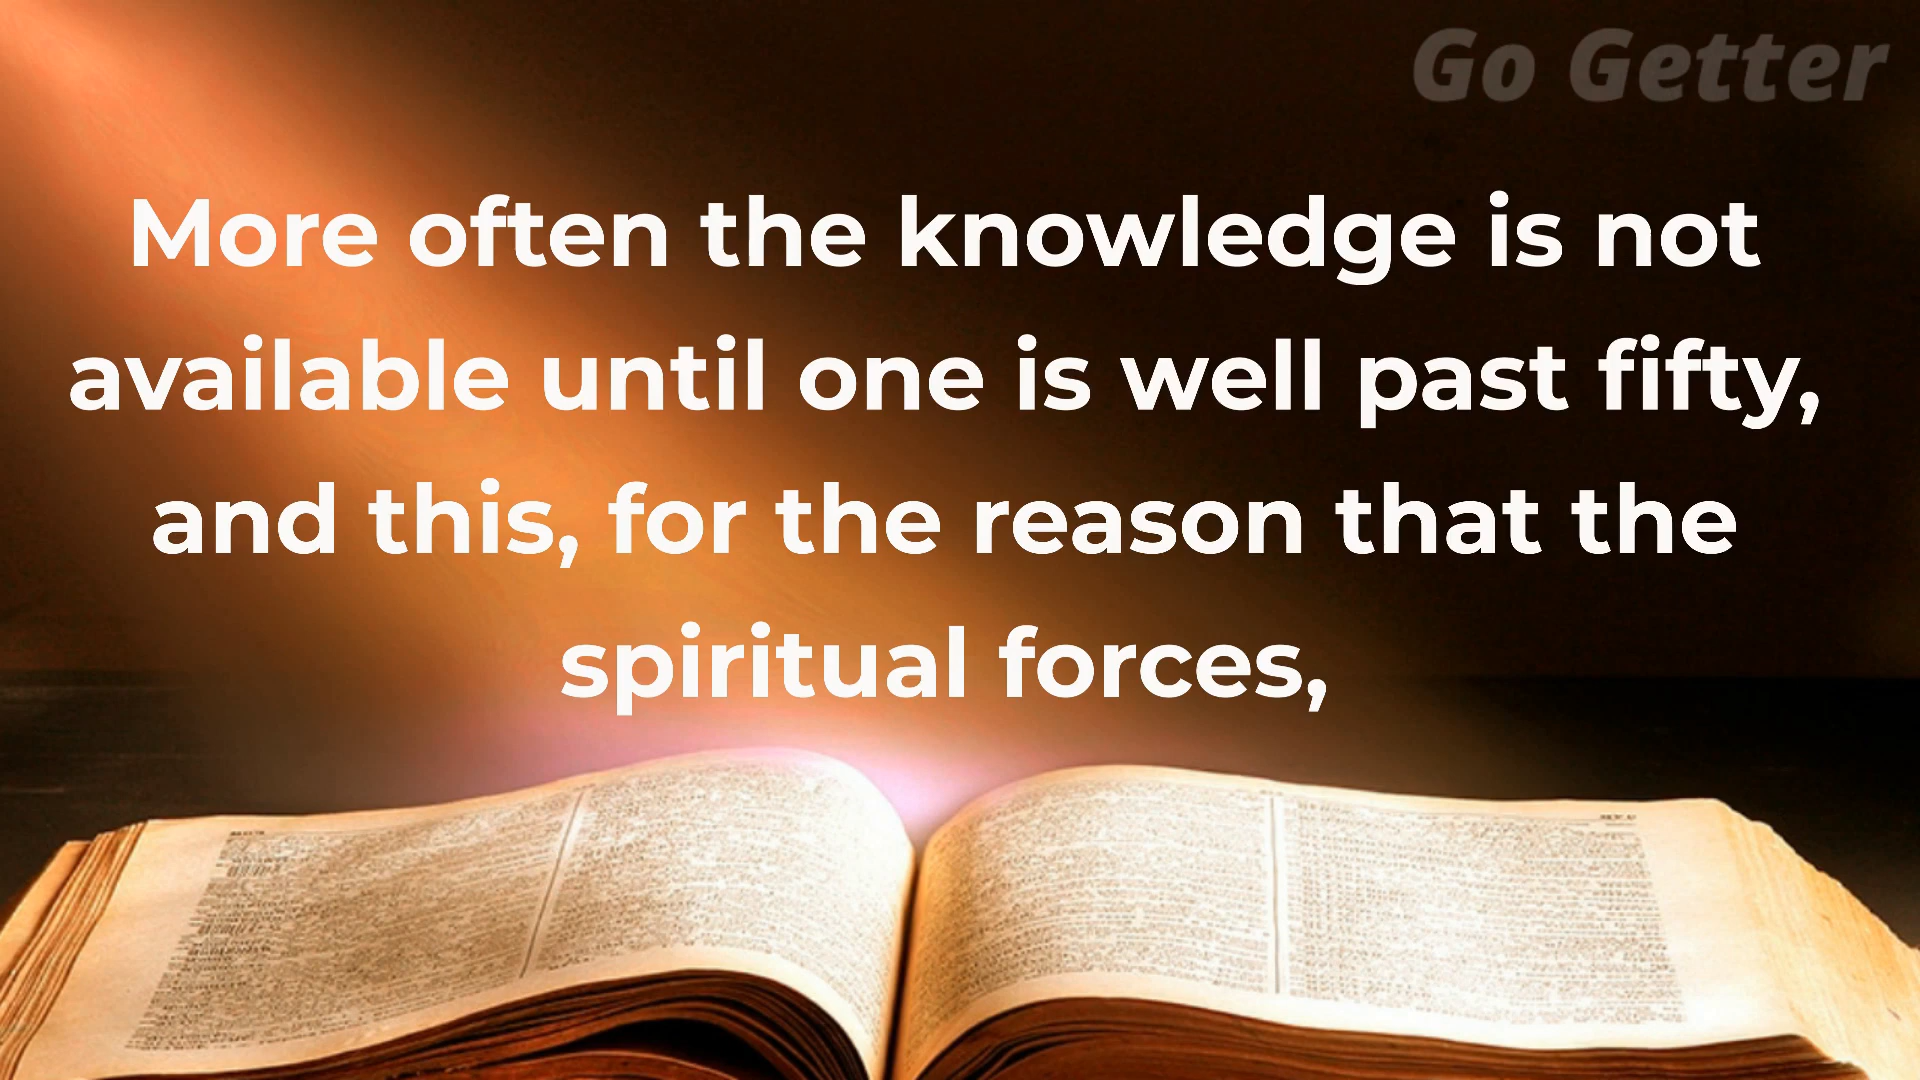 Go Getter
More often the knowledge is not
available until one is well past fifty,
and this, for the reason that the
spiritual forces,